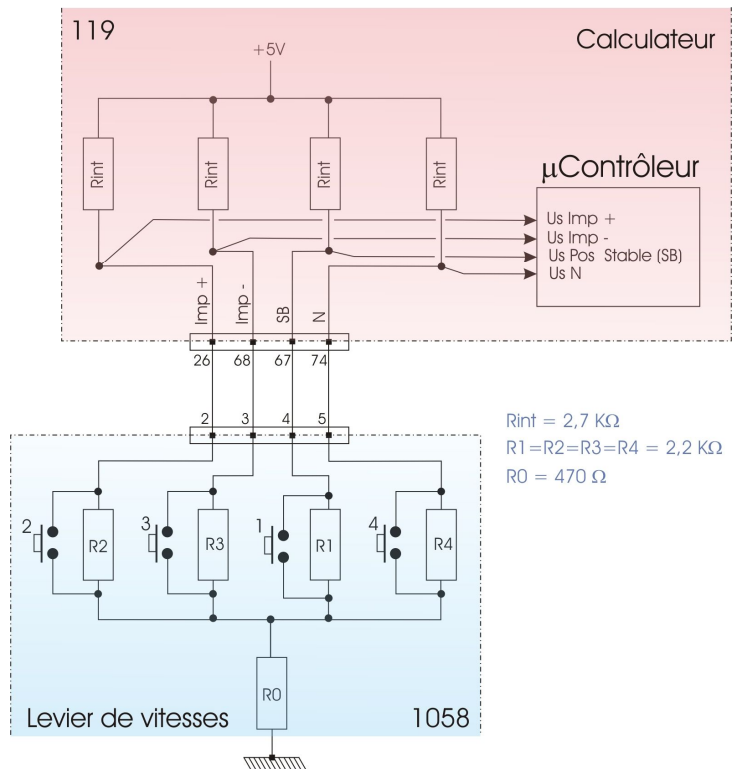 119
Calculateur
+5V
Rint
Rint
Rint
Rint
µContrôleur
Us Imp +
Us Imp -
Us Pos Stable (SB)
Us N
Imp +
Imp -
SB
N
26
68
67
74
2
3
4
5
Rint = 2,7 KΩ
R1=R2=R3=R4 = 2,2 KΩ
R0 = 470 Ω
2
R2
3
R3
1
R1
4
R4
R0
Levier de vitesses
1058